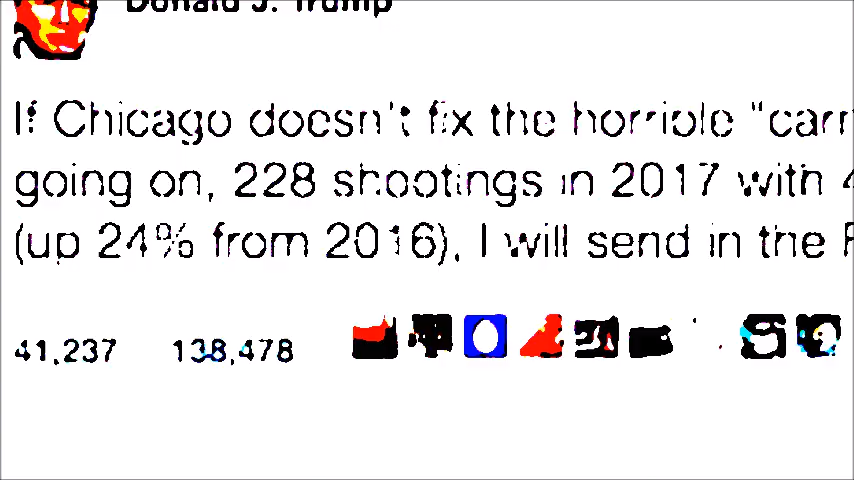 Donald J. Trump
If Chicago doesn't fix the horrible "carn
going on, 228 shootings in 2017 with 4
(up 24% from 2016), I will send in the F
41,237 138,478